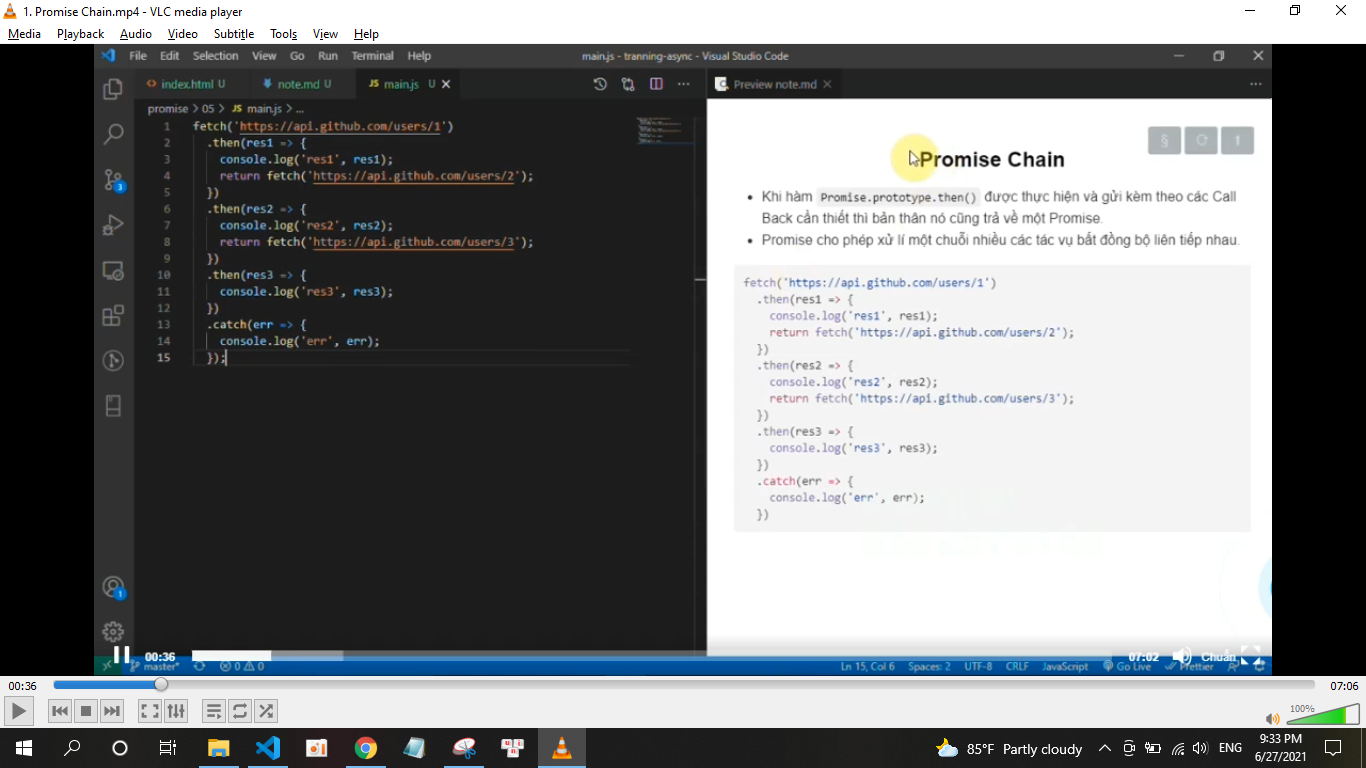 1. Promise Chain.mp4 - VLC media player
Media Playback Audio Video Subtitle Tools View Help
File Edit Selection View Go Run Terminal Help
main.js - tranning-async - Visual Studio Code
index.html U note.md U JS main.js U
Preview note.md
promise > 05 > JS main.js > ...
1 fetch('https://api.github.com/users/1')
2 .then(res1 => {
3 console.log('res1', res1);
4 return fetch('https://api.github.com/users/2');
5 })
6 .then(res2 => {
7 console.log('res2', res2);
8 return fetch('https://api.github.com/users/3');
9 })
10 .then(res3 => {
11 console.log('res3', res3);
12 })
13 .catch(err => {
14 console.log('err', err);
15 });
3
1
Promise Chain
• Khi hàm Promise.prototype.then() được thực hiện và gửi kèm theo các Call
Back cần thiết thì bản thân nó cũng trả về một Promise.
• Promise cho phép xử lí một chuỗi nhiều các tác vụ bất đồng bộ liên tiếp nhau.
fetch('https://api.github.com/users/1')
.then(res1 => {
console.log('res1', res1);
return fetch('https://api.github.com/users/2');
})
.then(res2 => {
console.log('res2', res2);
return fetch('https://api.github.com/users/3');
})
.then(res3 => {
console.log('res3', res3);
})
.catch(err => {
console.log('err', err);
})
00:36
07:02 Chuẩn
master* 0 0
Ln 15, Col 6 Spaces: 2 UTF-8 CRLF JavaScript Go Live Prettier
00:36
07:06
100%
85°F Partly cloudy
ENG
9:33 PM
6/27/2021